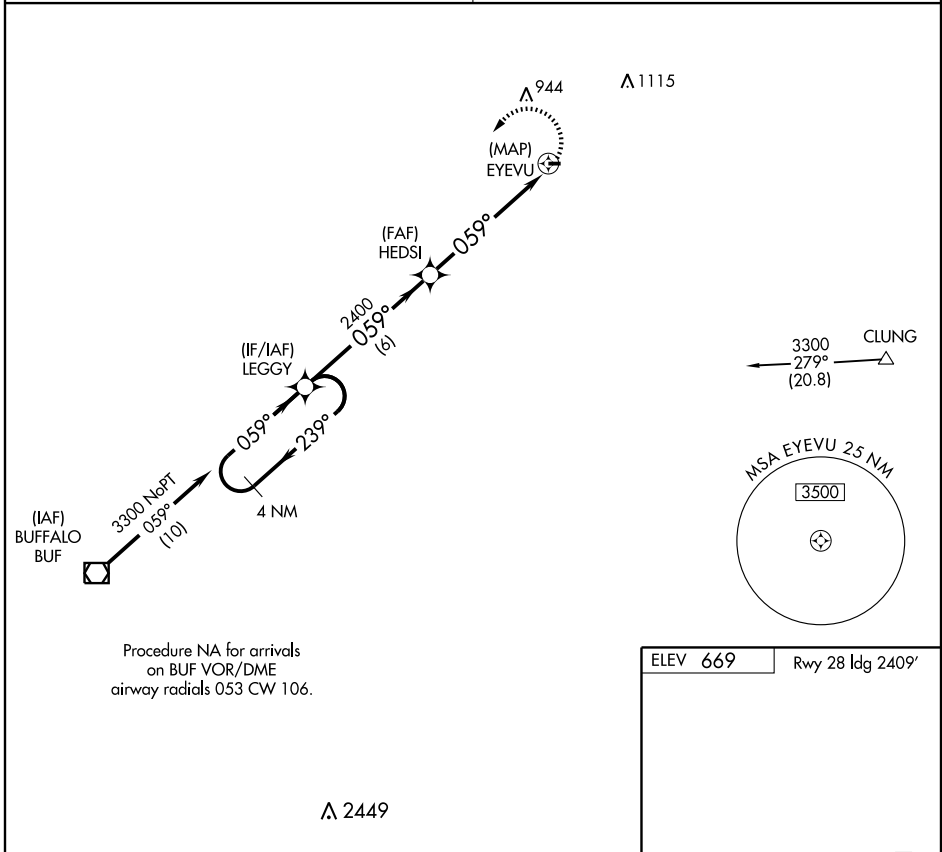 944
1115
(MAP)
EYEVU
059°
(FAF)
HEDSI
2400
059°
(6)
(IF/IAF)
LEGGY
059°
239°
4 NM
3300 NoPT
059°
(10)
(IAF)
BUFFALO
BUF
CLUNG
3300
279°
(20.8)
MSA EYEVU 25 NM
3500
Procedure NA for arrivals
on BUF VOR/DME
airway radials 053 CW 106.
ELEV 669
Rwy 28 ldg 2409'
2449